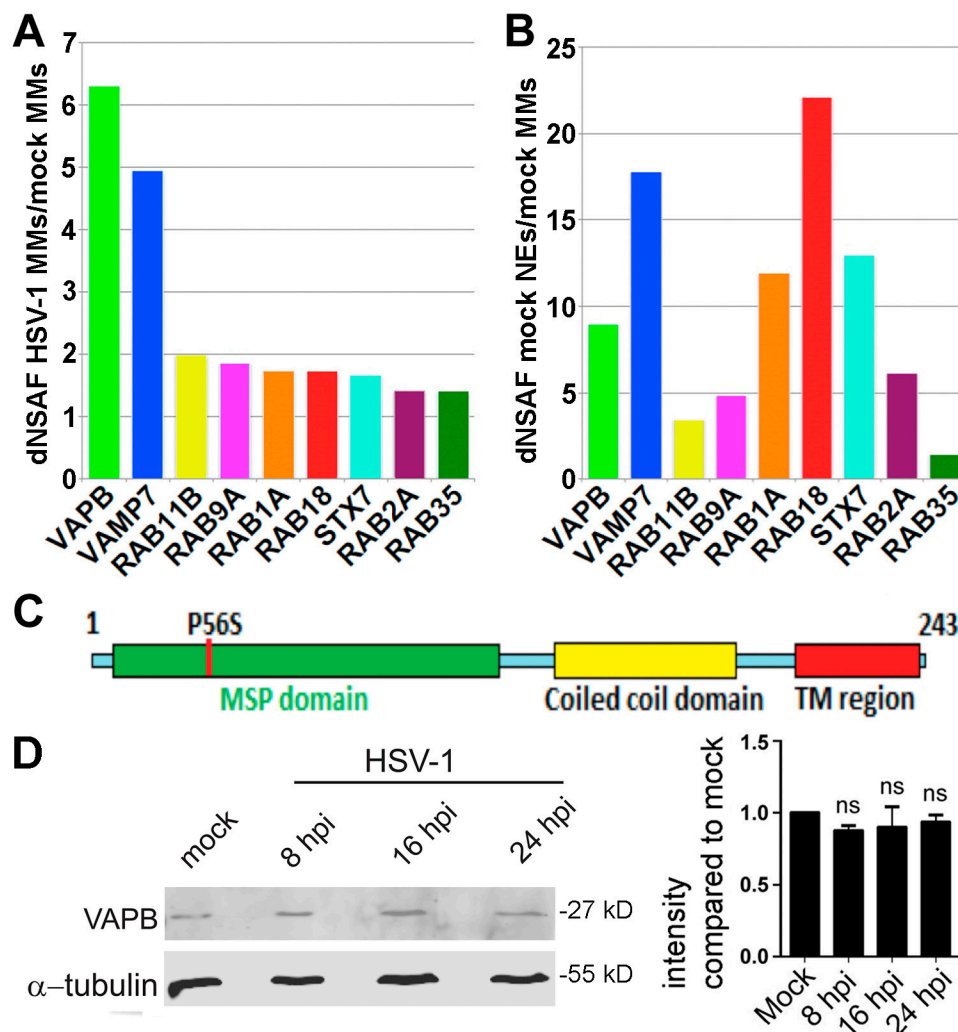 A
dNSAF HSV-1 MMs/mock MMs
7
6
5
4
3
2
1
0
VAPB
VAMP7
RAB11B
RAB9A
RAB1A
RAB18
STX7
RAB2A
RAB35
B
dNSAF mock NEs/mock MMs
25
20
15
10
5
0
VAPB
VAMP7
RAB11B
RAB9A
RAB1A
RAB18
STX7
RAB2A
RAB35
C
1
P56S
243
MSP domain
Coiled coil domain
TM region
D
HSV-1
mock
8 hpi
16 hpi
24 hpi
VAPB
-27 kD
α-tubulin
-55 kD
intensity
compared to mock
1.5
1.0
0.5
0.0
ns
ns
ns
Mock
8 hpi
16 hpi
24 hpi